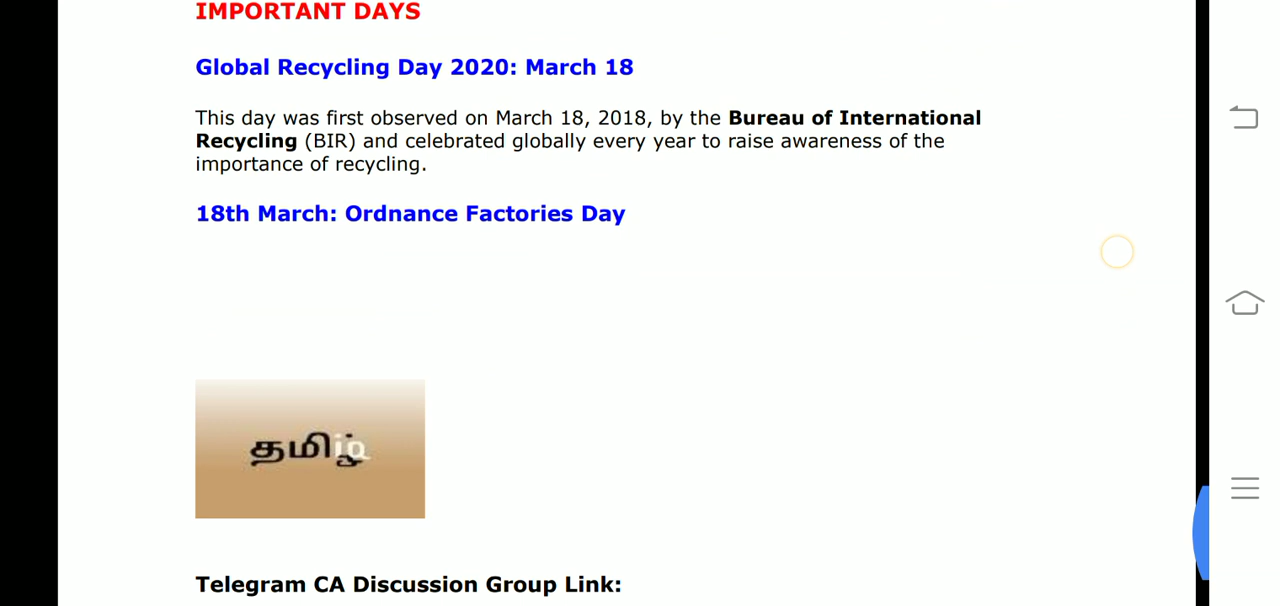 IMPORTANT DAYS
Global Recycling Day 2020: March 18
This day was first observed on March 18, 2018, by the Bureau of International
Recycling (BIR) and celebrated globally every year to raise awareness of the
importance of recycling.
18th March: Ordnance Factories Day
தமிழ்
Telegram CA Discussion Group Link: